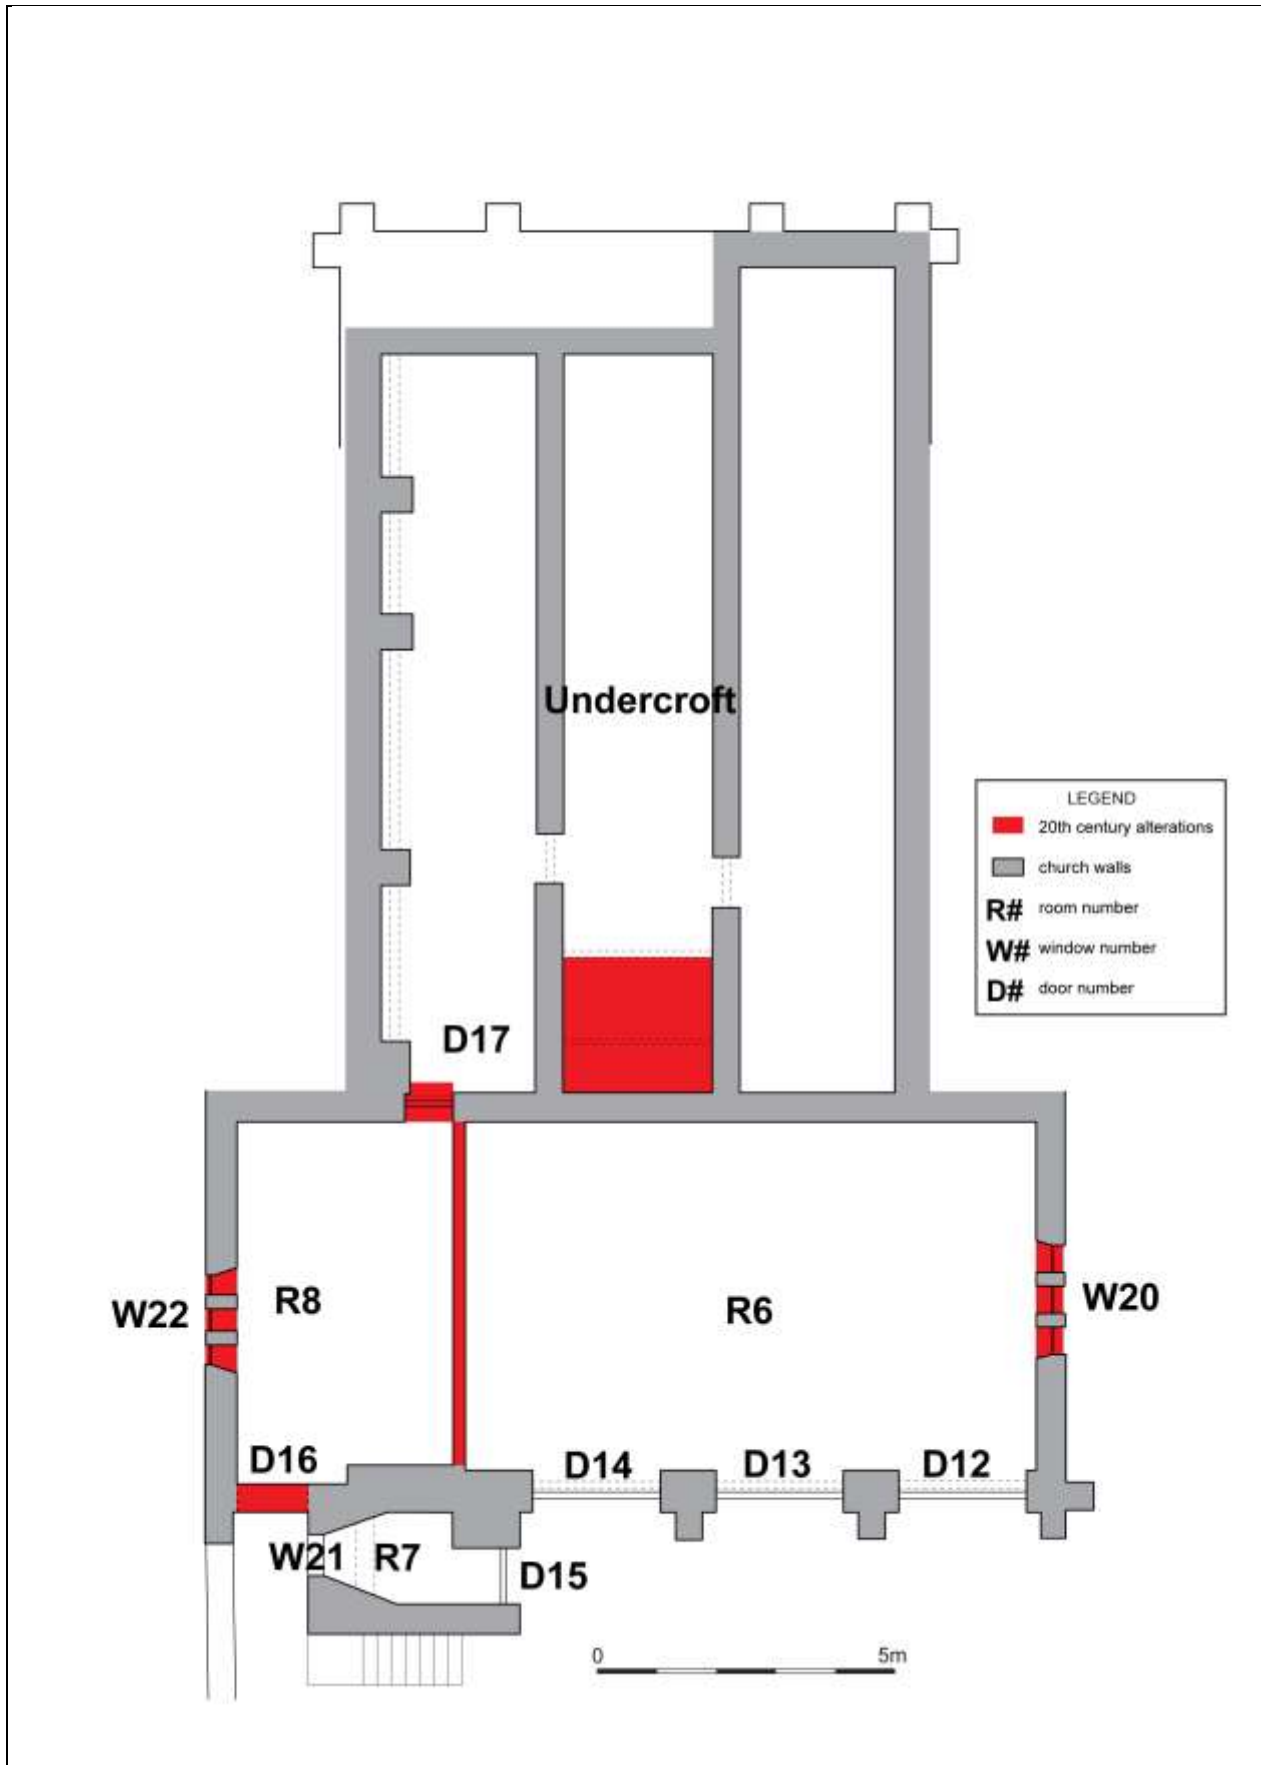 Undercroft
LEGEND
20th century alterations
church walls
R# room number
W# window number
D# door number
D17
W22
R8
R6
W20
D16
D14
D13
D12
W21
R7
D15
0 5m